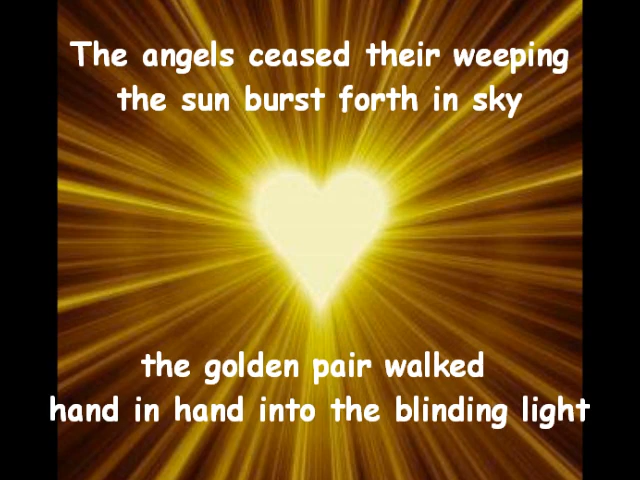 The angels ceased their weeping
the sun burst forth in sky
the golden pair walked
hand in hand into the blinding light